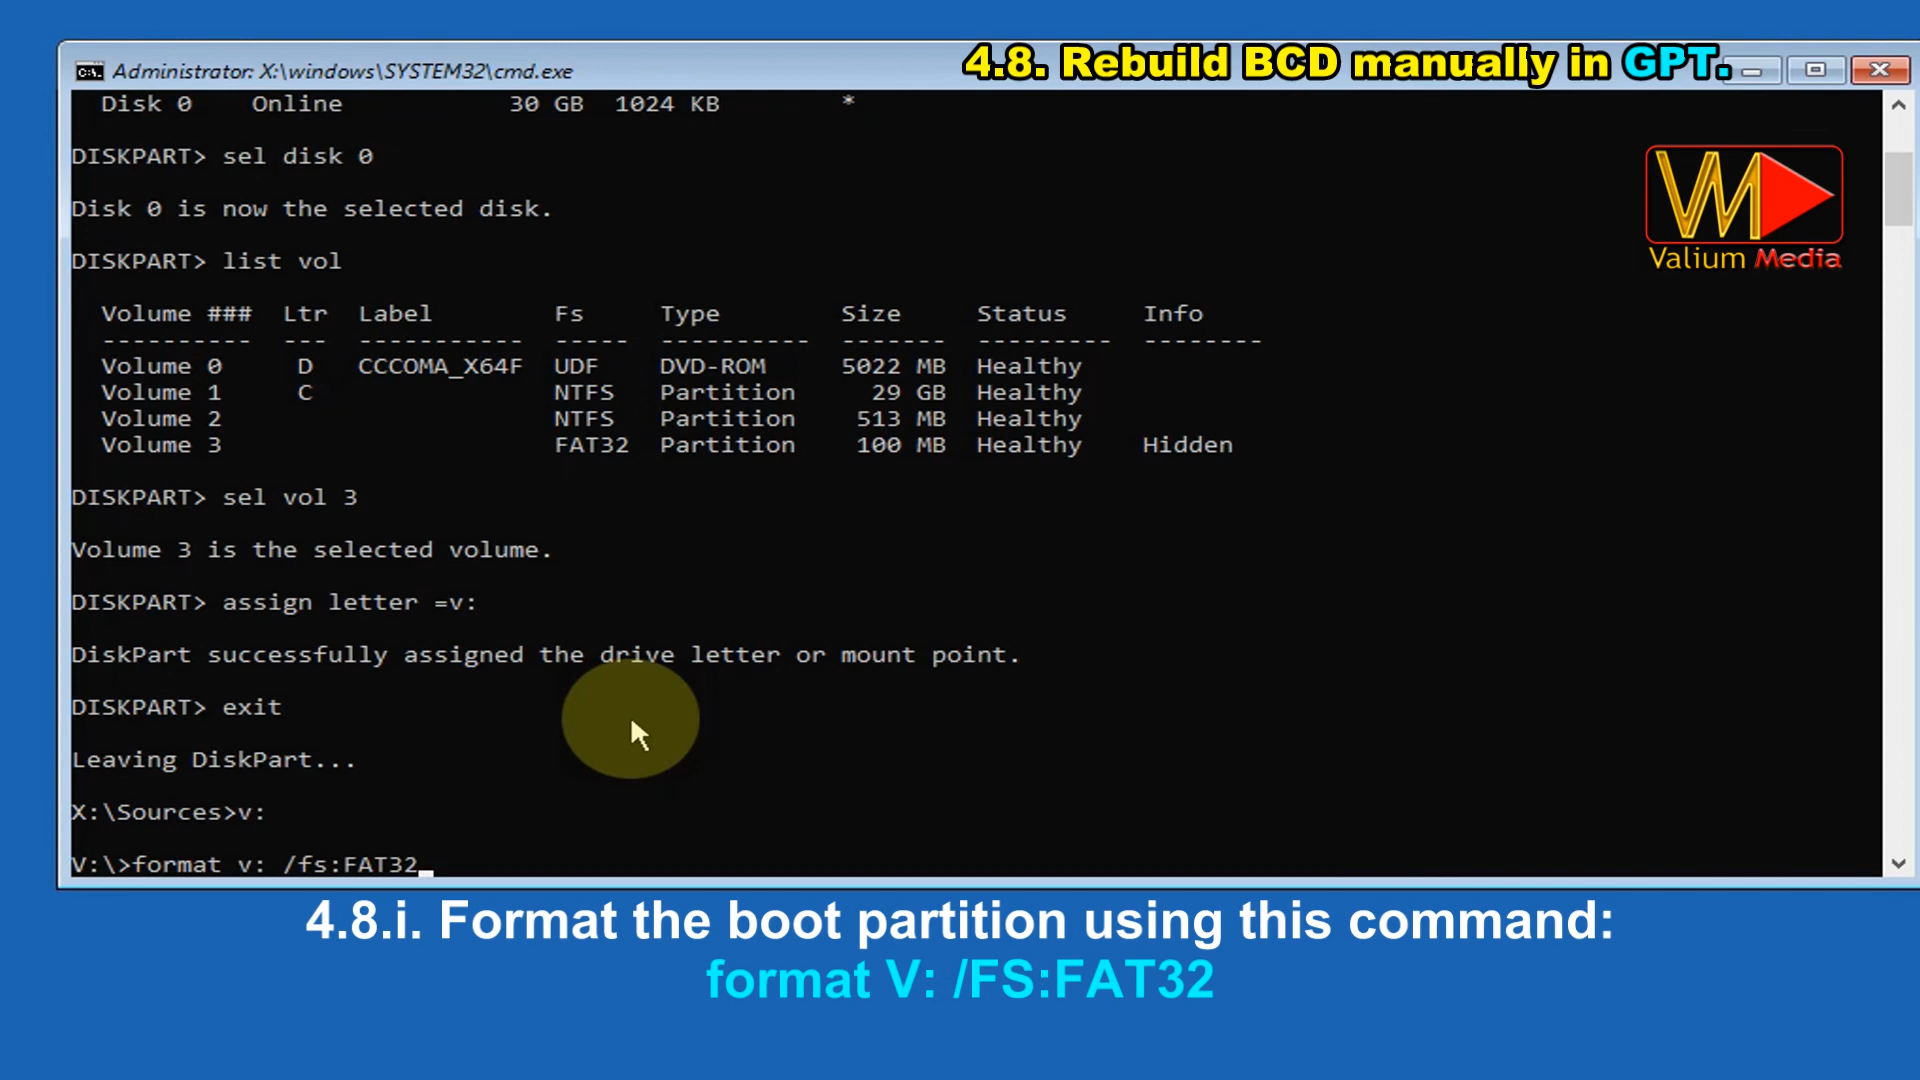 4.8. Rebuild BCD manually in GPT.
Administrator: X:\windows\SYSTEM32\cmd.exe
Disk 0    Online           30 GB  1024 KB        *
DISKPART> sel disk 0
Disk 0 is now the selected disk.
DISKPART> list vol
Volume ###  Ltr  Label        Fs     Type        Size     Status     Info
----------  ---  -----------  -----  ----------  -------  ---------  --------
Volume 0     D   CCCOMA_X64F  UDF    DVD-ROM     5022 MB  Healthy
Volume 1     C                NTFS   Partition     29 GB  Healthy
Volume 2                      NTFS   Partition    513 MB  Healthy
Volume 3                      FAT32  Partition    100 MB  Healthy    Hidden
DISKPART> sel vol 3
Volume 3 is the selected volume.
DISKPART> assign letter =v:
DiskPart successfully assigned the drive letter or mount point.
DISKPART> exit
Leaving DiskPart...
X:\Sources>v:
V:\>format v: /fs:FAT32
VM
Valium Media
4.8.i. Format the boot partition using this command:
format V: /FS:FAT32